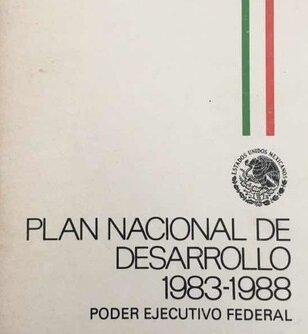 ESTADOS UNIDOS MEXICANOS
PLAN NACIONAL DE
DESARROLLO
1983-1988
PODER EJECUTIVO FEDERAL